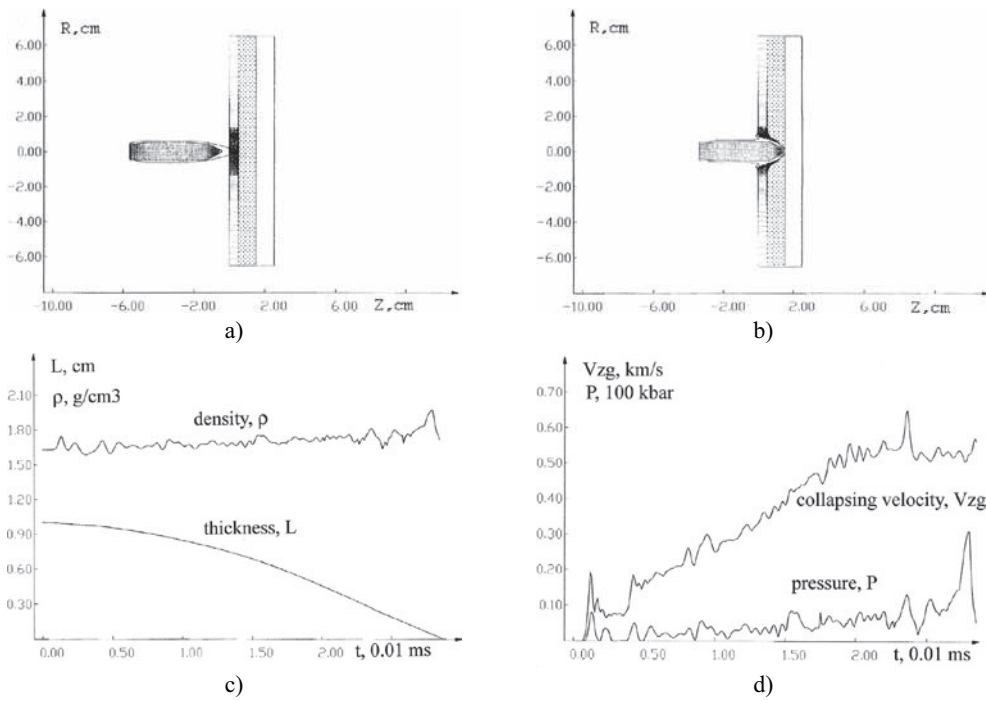 R,cm
6.00
4.00
2.00
0.00
-2.00
-4.00
-6.00
-10.00 -6.00 -2.00 2.00 6.00 Z,cm
a)
R,cm
6.00
4.00
2.00
0.00
-2.00
-4.00
-6.00
-10.00 -6.00 -2.00 2.00 6.00 Z,cm
b)
L, cm
ρ, g/cm3
2.10
1.80
1.50
1.20
0.90
0.60
0.30
density, ρ
thickness, L
0.00 0.50 1.00 1.50 2.00 t, 0.01 ms
c)
Vzg, km/s
P, 100 kbar
0.70
0.50
0.40
0.30
0.20
0.10
collapsing velocity, Vzg
pressure, P
0.00 0.50 1.00 1.50 2.00 t, 0.01 ms
d)